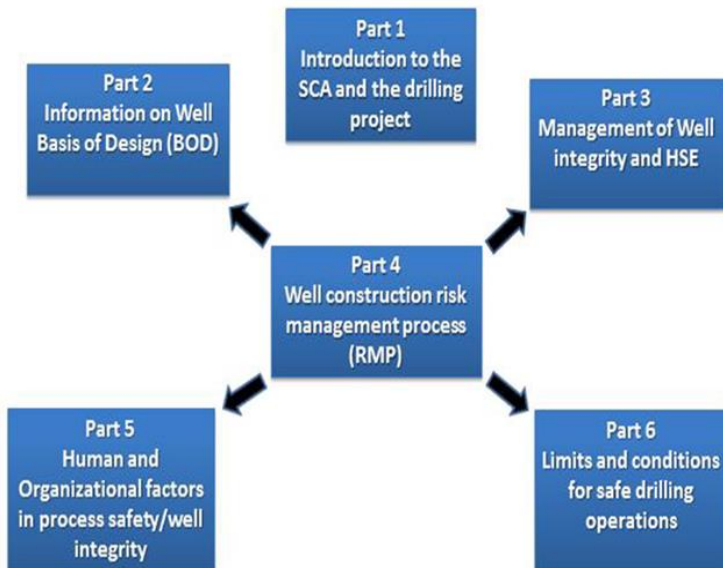 Part 1
Introduction to the
SCA and the drilling
project
Part 2
Information on Well
Basis of Design (BOD)
Part 3
Management of Well
integrity and HSE
Part 4
Well construction risk
management process
(RMP)
Part 5
Human and
Organizational factors
in process safety/well
integrity
Part 6
Limits and conditions
for safe drilling
operations